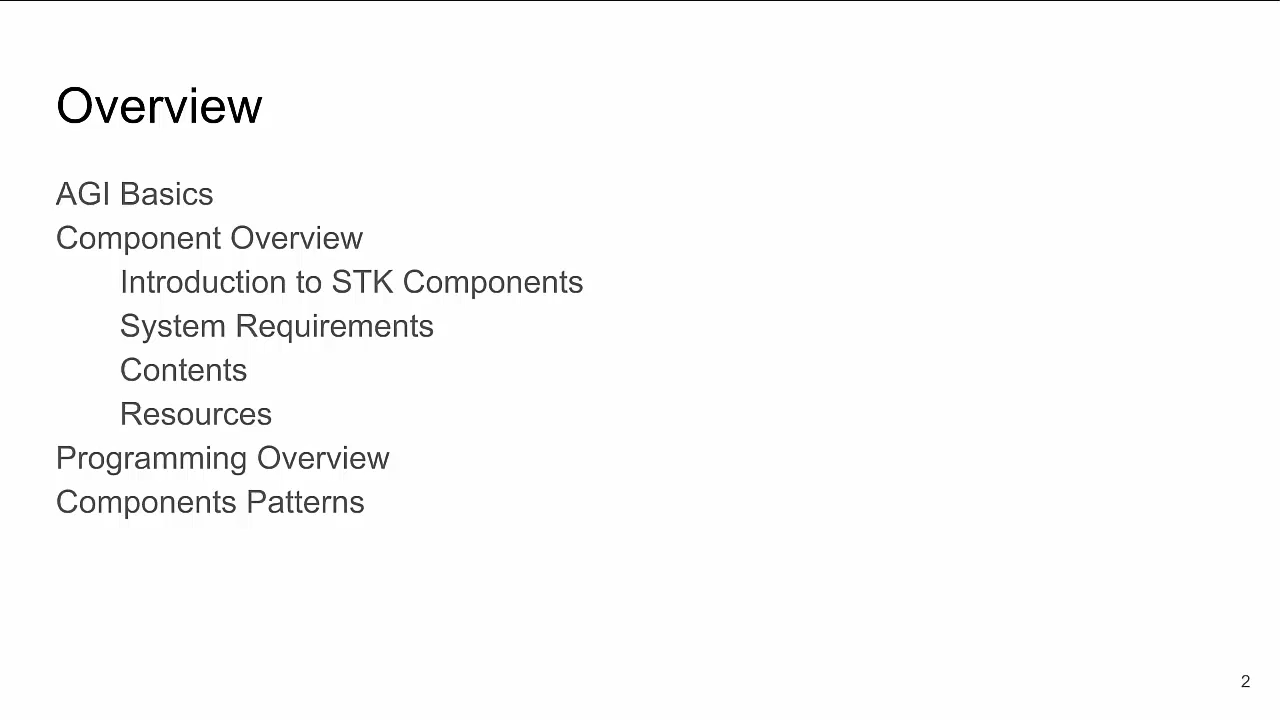 Overview
AGI Basics
Component Overview
Introduction to STK Components
System Requirements
Contents
Resources
Programming Overview
Components Patterns
2